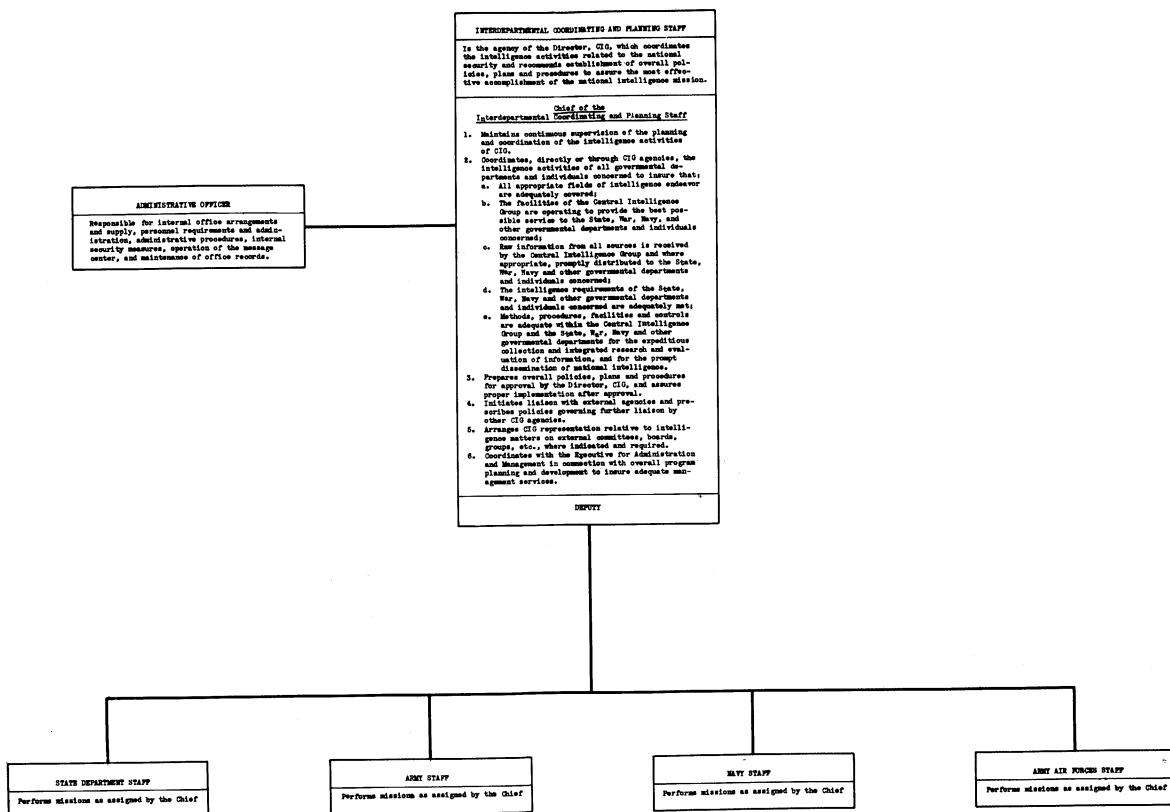 INTERDEPARTMENTAL COORDINATING AND PLANNING STAFF
Is the agency of the Director, CIG, which coordinates
the intelligence activities related to the national
security and recommends establishment of overall pol-
icies, plans and procedures to assure the most effec-
tive accomplishment of the national intelligence mission.
Chief of the
Interdepartmental Coordinating and Planning Staff
1. Maintains continuous supervision of the planning
and coordination of the intelligence activities
of CIG.
2. Coordinates, directly or through CIG agencies, the
intelligence activities of all governmental de-
partments and individuals concerned to insure that;
a. All appropriate fields of intelligence endeavor
are adequately covered;
b. The facilities of the Central Intelligence
Group are operating to provide the best pos-
sible service to the State, War, Navy, and
other governmental departments and individuals
concerned;
c. Raw information from all sources is received
by the Central Intelligence Group and where
appropriate, promptly distributed to the State,
War, Navy and other governmental departments
and individuals concerned;
d. The intelligence requirements of the State,
War, Navy and other governmental departments
and individuals concerned are adequately met;
e. Methods, procedures, facilities and controls
are adequate within the Central Intelligence
Group and the State, War, Navy and other
governmental departments for the expeditious
collection and integrated research and eval-
uation of information, and for the prompt
dissemination of national intelligence.
3. Prepares overall policies, plans and procedures
for approval by the Director, CIG, and assures
proper implementation after approval.
4. Initiates liaison with external agencies and pre-
scribes policies governing further liaison by
other CIG agencies.
5. Arranges CIG representation relative to intelli-
gence matters on external committees, boards,
groups, etc., where indicated and required.
6. Coordinates with the Executive for Administration
and Management in connection with overall program
planning and development to insure adequate man-
agement services.
DEPUTY
ADMINISTRATIVE OFFICER
Responsible for internal office arrangements
and supply, personnel requirements and admin-
istration, administrative procedures, internal
security measures, operation of the message
center, and maintenance of office records.
STATE DEPARTMENT STAFF
Performs missions as assigned by the Chief
ARMY STAFF
Performs missions as assigned by the Chief
NAVY STAFF
Performs missions as assigned by the Chief
ARMY AIR FORCES STAFF
Performs missions as assigned by the Chief